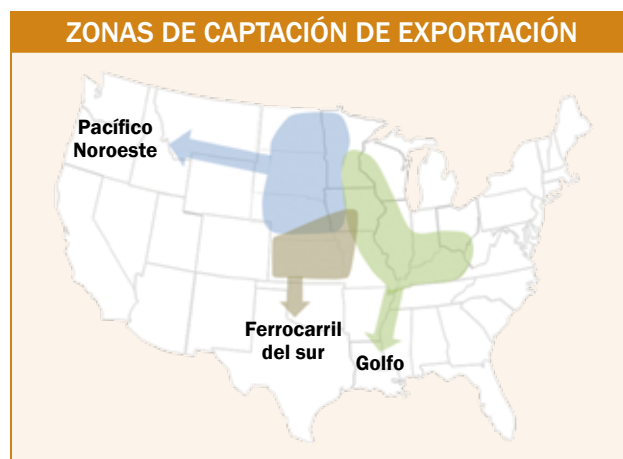 ZONAS DE CAPTACIÓN DE EXPORTACIÓN
Pacífico
Noroeste
Ferrocarril
del sur
Golfo